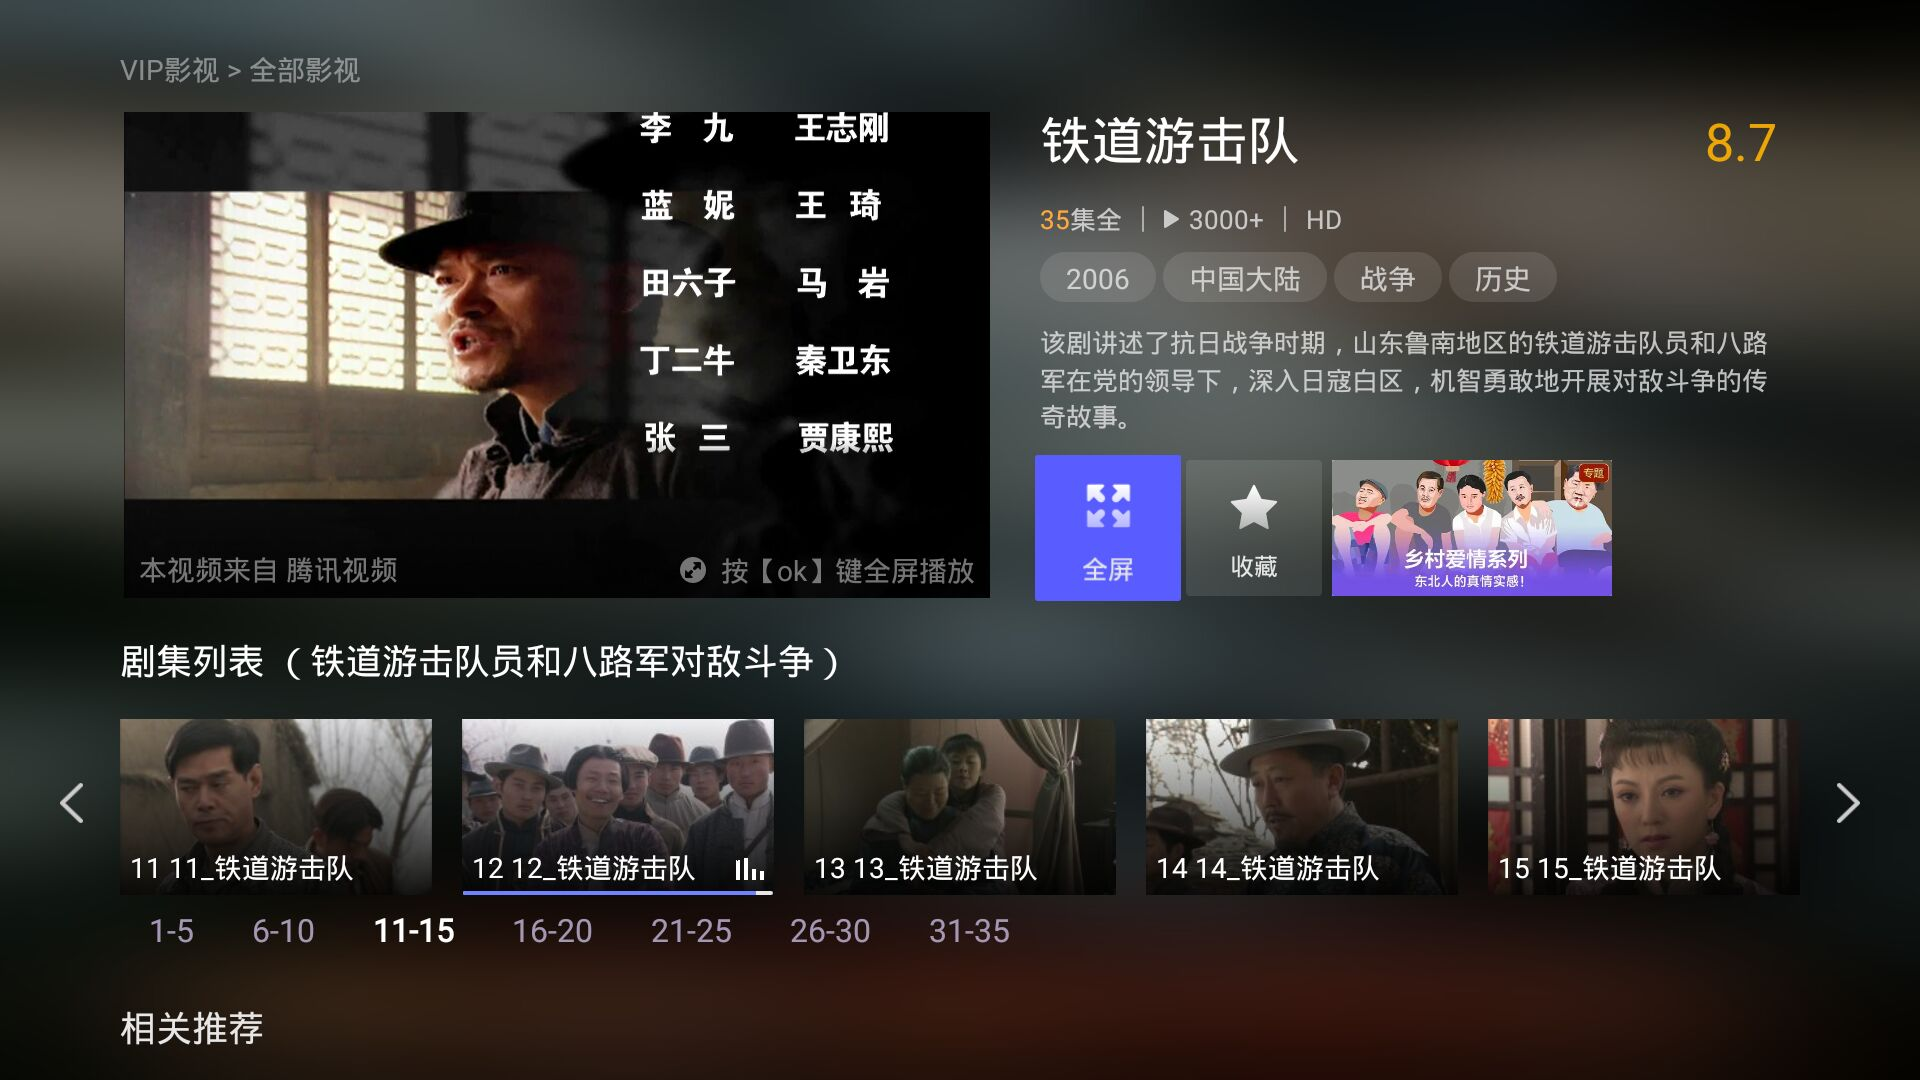 VIP影视 > 全部影视
李 九 王志刚
蓝 妮 王 琦
田六子 马 岩
丁二牛 秦卫东
张 三 贾康熙
本视频来自 腾讯视频
按【ok】键全屏播放
铁道游击队
8.7
35集全 | 3000+ | HD
2006 中国大陆 战争 历史
该剧讲述了抗日战争时期，山东鲁南地区的铁道游击队员和八路
军在党的领导下，深入日寇白区，机智勇敢地开展对敌斗争的传
奇故事。
全屏
收藏
专题
乡村爱情系列
东北人的真情实感！
剧集列表 （铁道游击队员和八路军对敌斗争）
11 11_铁道游击队
12 12_铁道游击队
13 13_铁道游击队
14 14_铁道游击队
15 15_铁道游击队
1-5 6-10 11-15 16-20 21-25 26-30 31-35
相关推荐